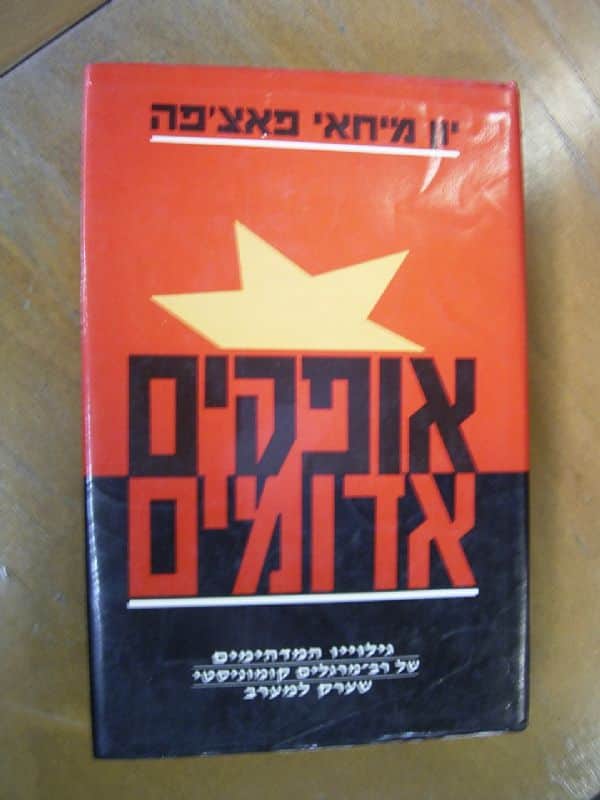 יון מיחאי פאצ'פה
אופקים
אדומים
גילוייו המדהימים
של רב־מרגלים קומוניסטי
שערק למערב